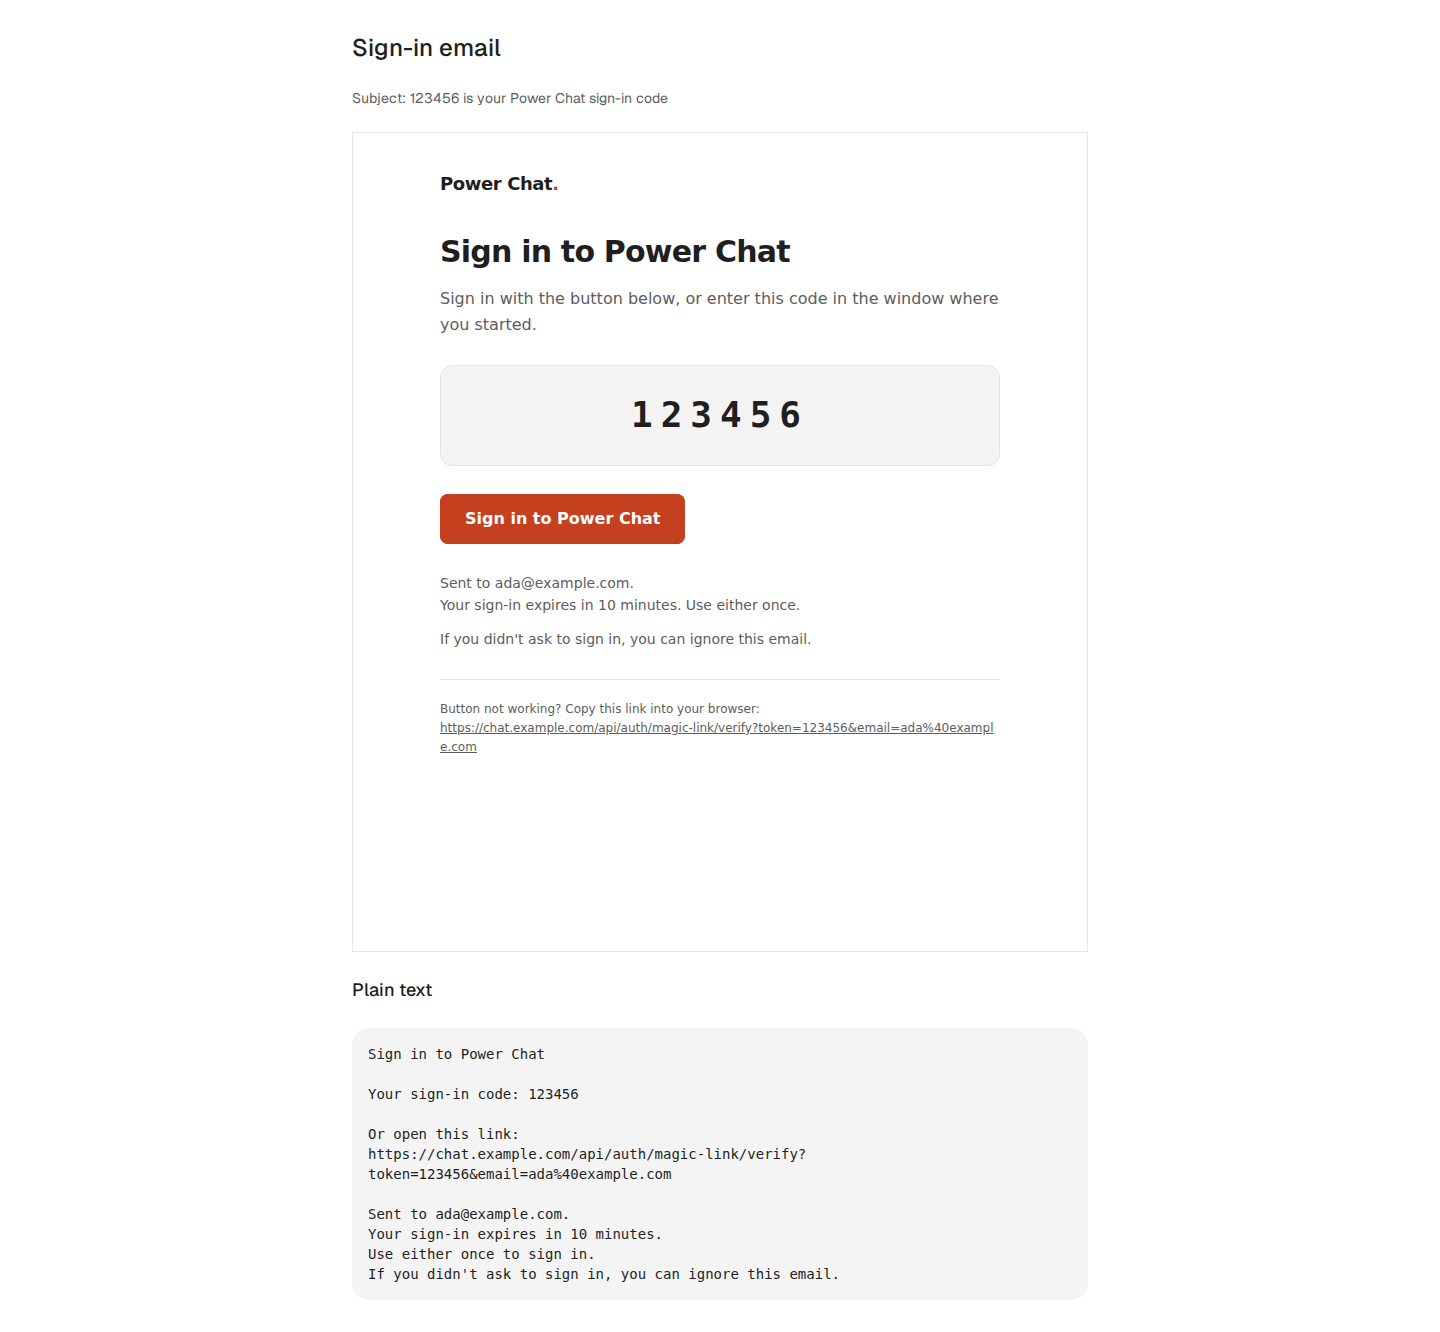 Sign-in email
Subject: 123456 is your Power Chat sign-in code
Power Chat.
Sign in to Power Chat
Sign in with the button below, or enter this code in the window where
you started.
123456
Sign in to Power Chat
Sent to ada@example.com.
Your sign-in expires in 10 minutes. Use either once.
If you didn't ask to sign in, you can ignore this email.
Button not working? Copy this link into your browser:
https://chat.example.com/api/auth/magic-link/verify?token=123456&email=ada%40exampl
e.com
Plain text
Sign in to Power Chat
Your sign-in code: 123456
Or open this link:
https://chat.example.com/api/auth/magic-link/verify?
token=123456&email=ada%40example.com
Sent to ada@example.com.
Your sign-in expires in 10 minutes.
Use either once to sign in.
If you didn't ask to sign in, you can ignore this email.